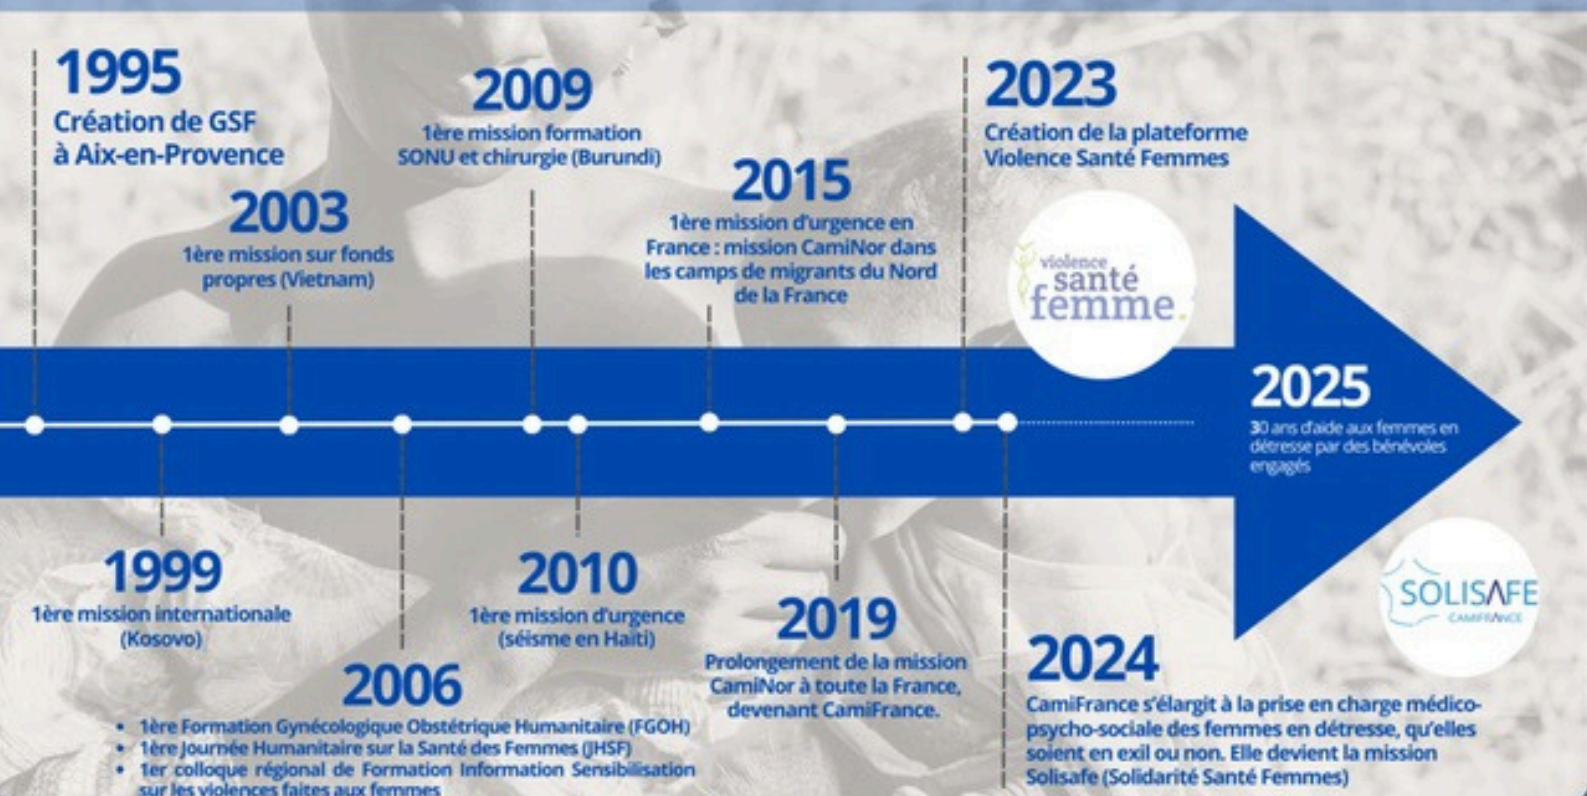 1995
Création de GSF
à Aix-en-Provence
2003
1ère mission sur fonds
propres (Vietnam)
2009
1ère mission formation
SONU et chirurgie (Burundi)
2015
1ère mission d'urgence en
France : mission CamiNor dans
les camps de migrants du Nord
de la France
2023
Création de la plateforme
Violence Santé Femmes
violence
santé
femme.
2025
30 ans d'aide aux femmes en
détresse par des bénévoles
engagés
1999
1ère mission internationale
(Kosovo)
2006
• 1ère Formation Gynécologique Obstétrique Humanitaire (FGOH)
• 1ère Journée Humanitaire sur la Santé des Femmes (JHSF)
• 1er colloque régional de Formation Information Sensibilisation
sur les violences faites aux femmes
2010
1ère mission d'urgence
(séisme en Haïti)
2019
Prolongement de la mission
CamiNor à toute la France,
devenant CamiFrance.
2024
CamiFrance s'élargit à la prise en charge médico-
psycho-sociale des femmes en détresse, qu'elles
soient en exil ou non. Elle devient la mission
Solisafe (Solidarité Santé Femmes)
SOLISAFE
CAMIFRANCE